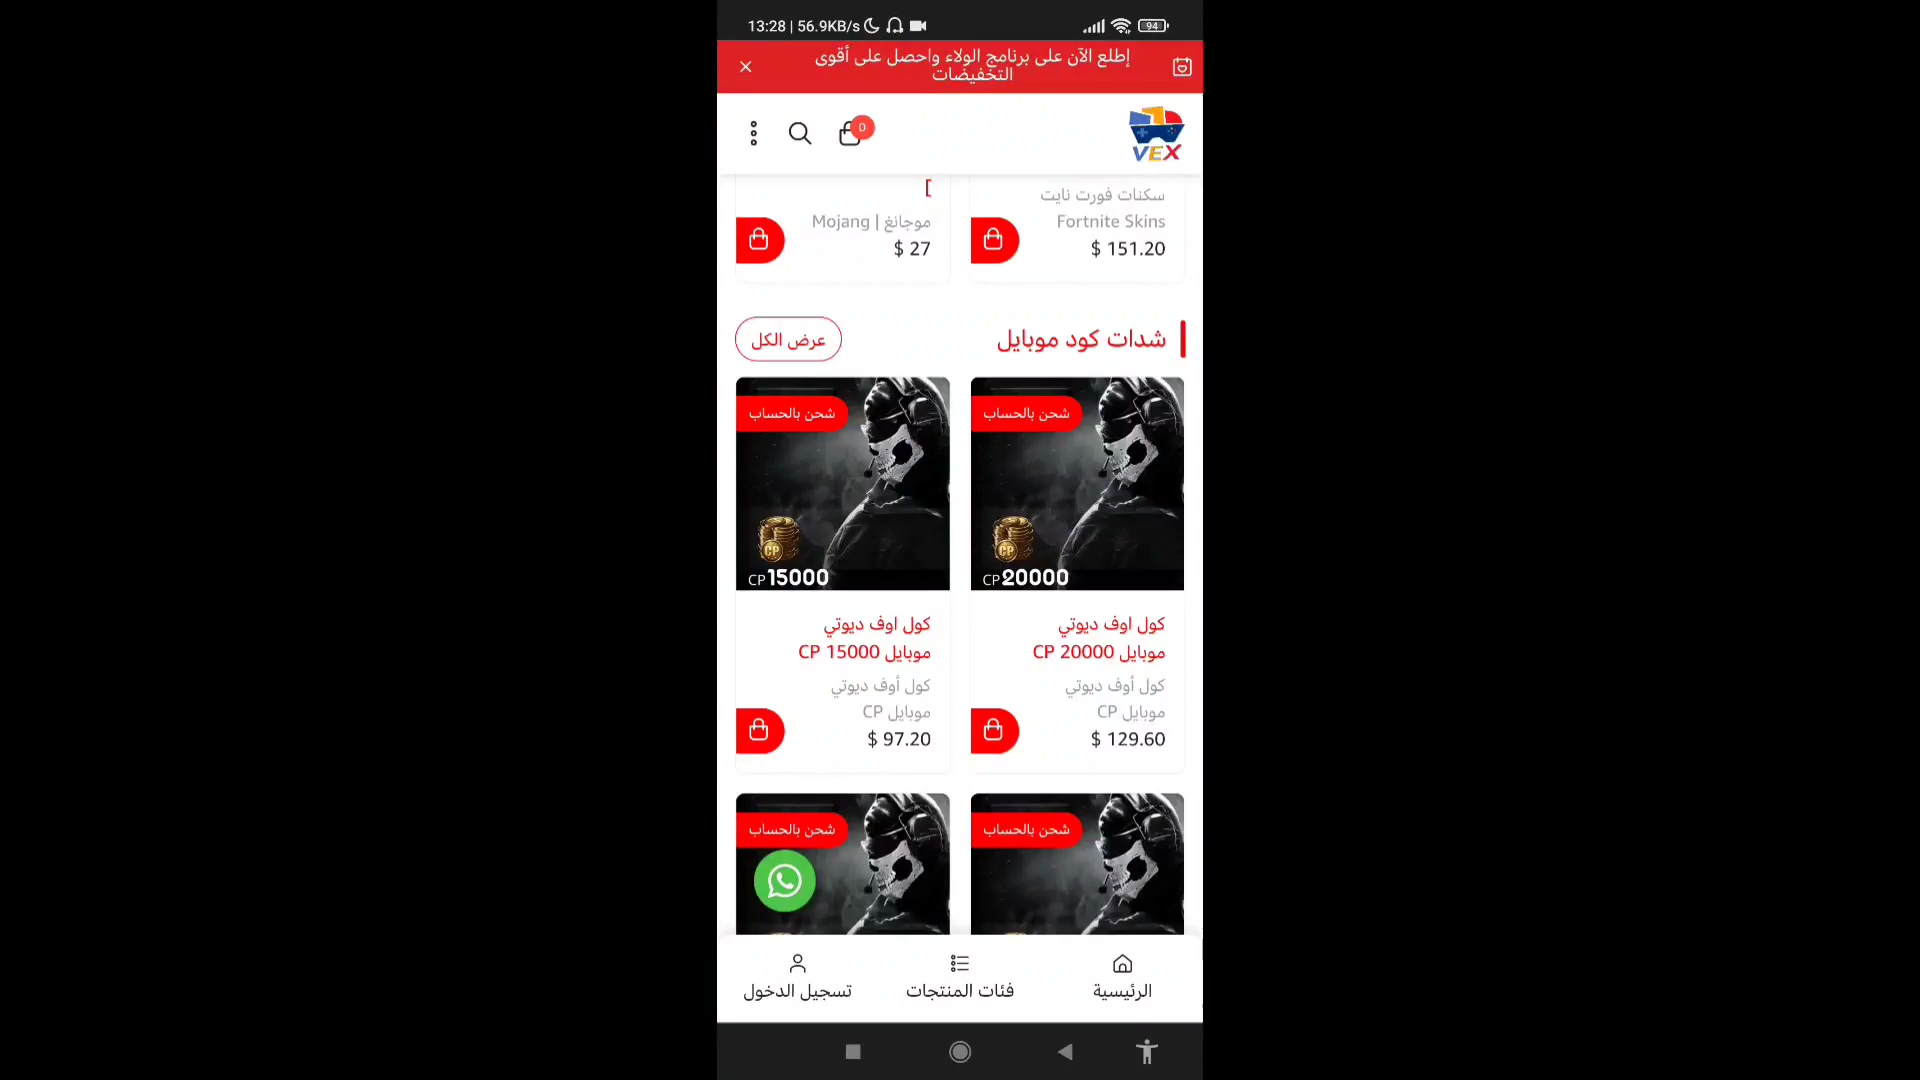 13:28 | 56.9KB/s
94
إطلع الآن على برنامج الولاء واحصل على أقوى
التخفيضات
0
VEX
سكنات فورت نايت
Fortnite Skins
$ 151.20
[
موجانغ | Mojang
$ 27
شدات كود موبايل
عرض الكل
شحن بالحساب
CP 20000
كول اوف ديوتي
موبايل 20000 CP
كول أوف ديوتي
موبايل CP
$ 129.60
شحن بالحساب
CP 15000
كول اوف ديوتي
موبايل 15000 CP
كول أوف ديوتي
موبايل CP
$ 97.20
شحن بالحساب
شحن بالحساب
الرئيسية
فئات المنتجات
تسجيل الدخول